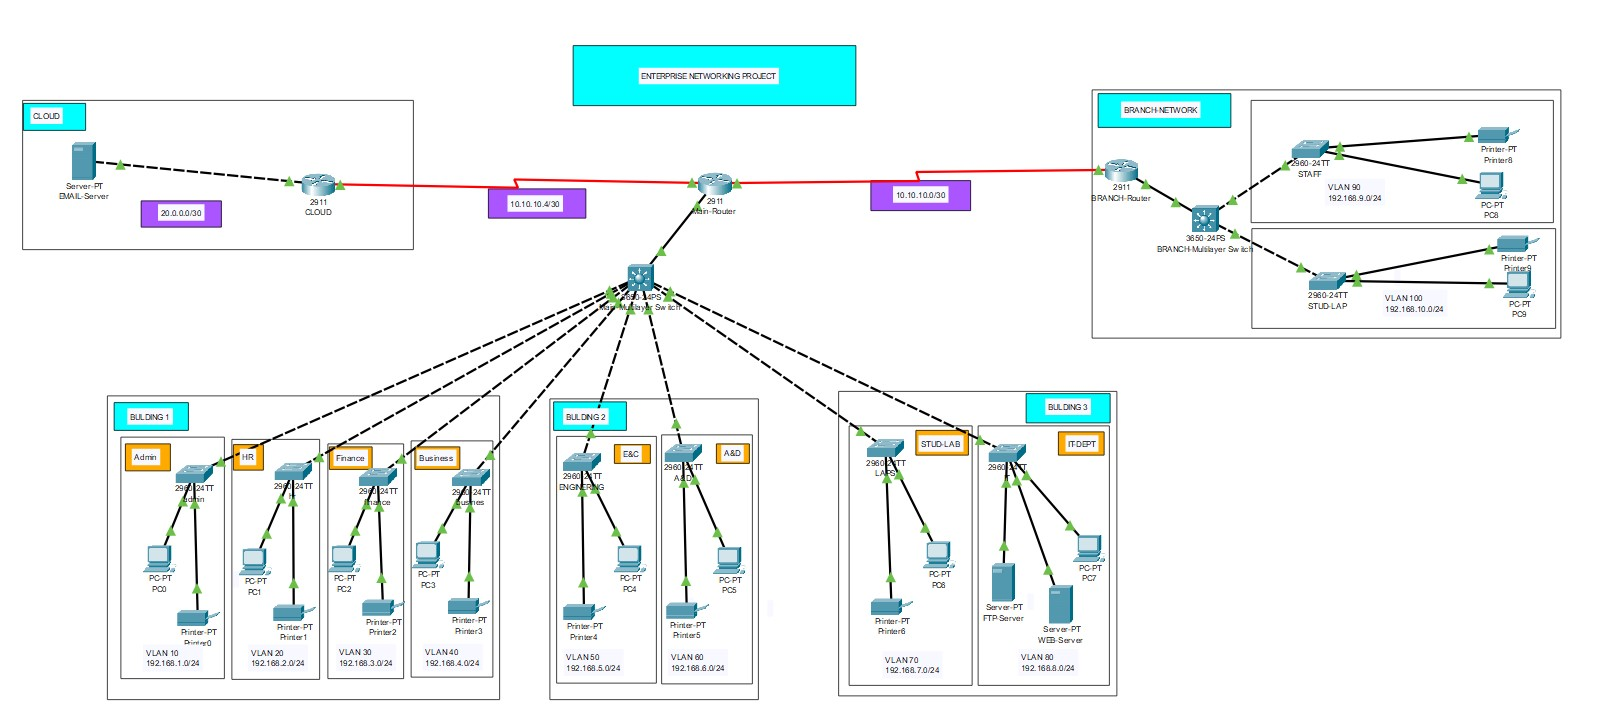 ENTERPRISE NETWORKING PROJECT
CLOUD
Server-PT
EMAIL-Server
20.0.0.0/30
2911
CLOUD
10.10.10.4/30
2911
Main-Router
10.10.10.0/30
BRANCH-NETWORK
2911
BRANCH-Router
3650-24PS
BRANCH-Multilayer Switch
2960-24TT
STAFF
VLAN 90
192.168.9.0/24
Printer-PT
Printer8
PC-PT
PC8
2960-24TT
STUD-LAP
VLAN 100
192.168.10.0/24
Printer-PT
Printer9
PC-PT
PC9
3650-24PS
Main-Multilayer Switch
BULDING 1
Admin
2960-24TT
admin
PC-PT
PC0
Printer-PT
Printer0
VLAN 10
192.168.1.0/24
HR
2960-24TT
PC-PT
PC1
Printer-PT
Printer1
VLAN 20
192.168.2.0/24
Finance
2960-24TT
finance
PC-PT
PC2
Printer-PT
Printer2
VLAN 30
192.168.3.0/24
Business
2960-24TT
PC-PT
PC3
Printer-PT
Printer3
VLAN 40
192.168.4.0/24
BULDING 2
E&C
2960-24TT
ENGINERING
PC-PT
PC4
Printer-PT
Printer4
VLAN 50
192.168.5.0/24
A&D
2960-24TT
A&D
PC-PT
PC5
Printer-PT
Printer5
VLAN 60
192.168.6.0/24
BULDING 3
STUD-LAB
2960-24TT
LAPS
PC-PT
PC6
Printer-PT
Printer6
VLAN 70
192.168.7.0/24
IT-DEPT
2960-24TT
PC-PT
PC7
Server-PT
FTP-Server
Server-PT
WEB-Server
VLAN 80
192.168.8.0/24